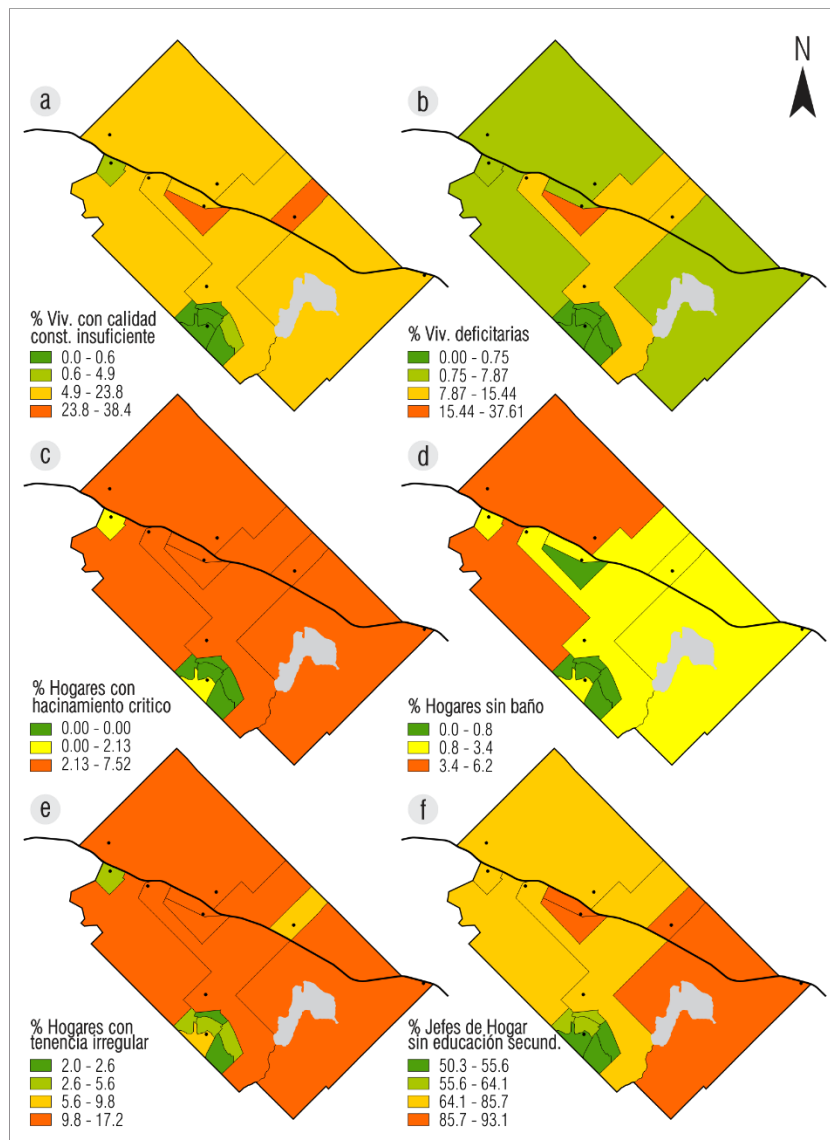 N
a
% Viv. con calidad
const. insuficiente
0.0 - 0.6
0.6 - 4.9
4.9 - 23.8
23.8 - 38.4
b
% Viv. deficitarias
0.00 - 0.75
0.75 - 7.87
7.87 - 15.44
15.44 - 37.61
c
% Hogares con
hacinamiento critico
0.00 - 0.00
0.00 - 2.13
2.13 - 7.52
d
% Hogares sin baño
0.0 - 0.8
0.8 - 3.4
3.4 - 6.2
e
% Hogares con
tenencia irregular
2.0 - 2.6
2.6 - 5.6
5.6 - 9.8
9.8 - 17.2
f
% Jefes de Hogar
sin educación secund.
50.3 - 55.6
55.6 - 64.1
64.1 - 85.7
85.7 - 93.1